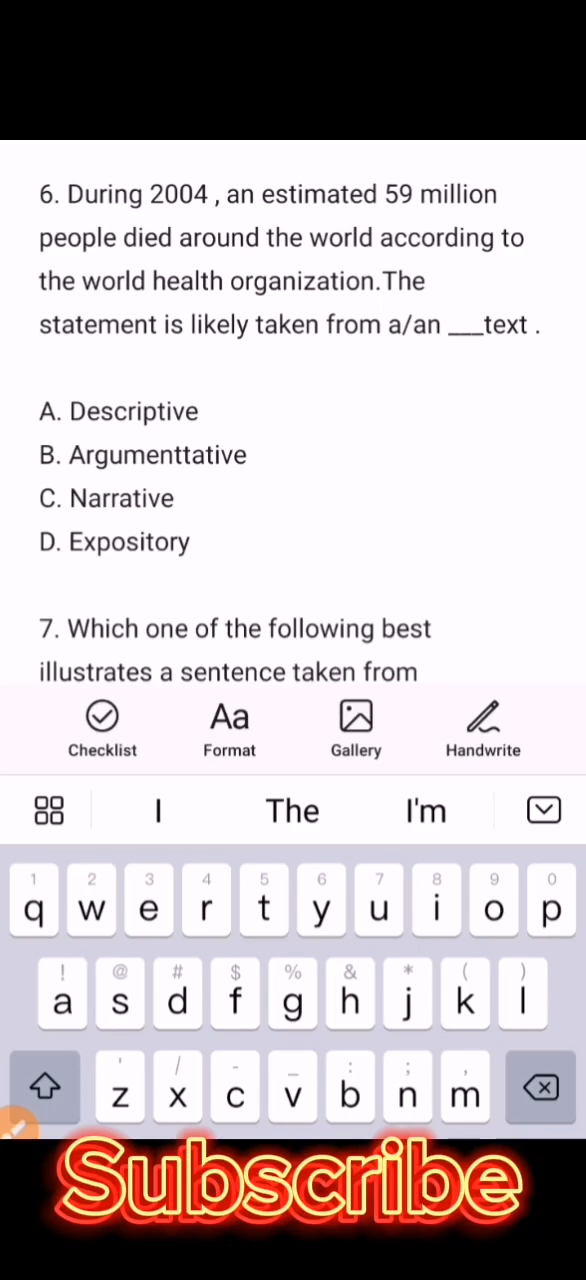 6. During 2004 , an estimated 59 million
people died around the world according to
the world health organization.The
statement is likely taken from a/an ___text .
A. Descriptive
B. Argumenttative
C. Narrative
D. Expository
7. Which one of the following best
illustrates a sentence taken from
Checklist Format Gallery Handwrite
I The I'm
1 2 3 4 5 6 7 8 9 0
q w e r t y u i o p
! @ # $ % & * ( )
a s d f g h j k l
' / - _ : ; ,
z x c v b n m
Subscribe